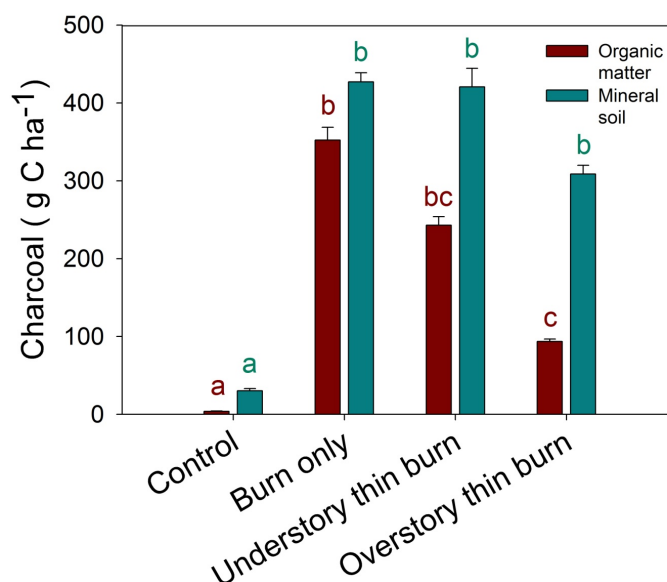 500
400
300
200
100
0
Charcoal ( g C ha-1)
Organic
matter
Mineral
soil
a
a
b
b
bc
b
c
b
Control
Burn only
Understory thin burn
Overstory thin burn